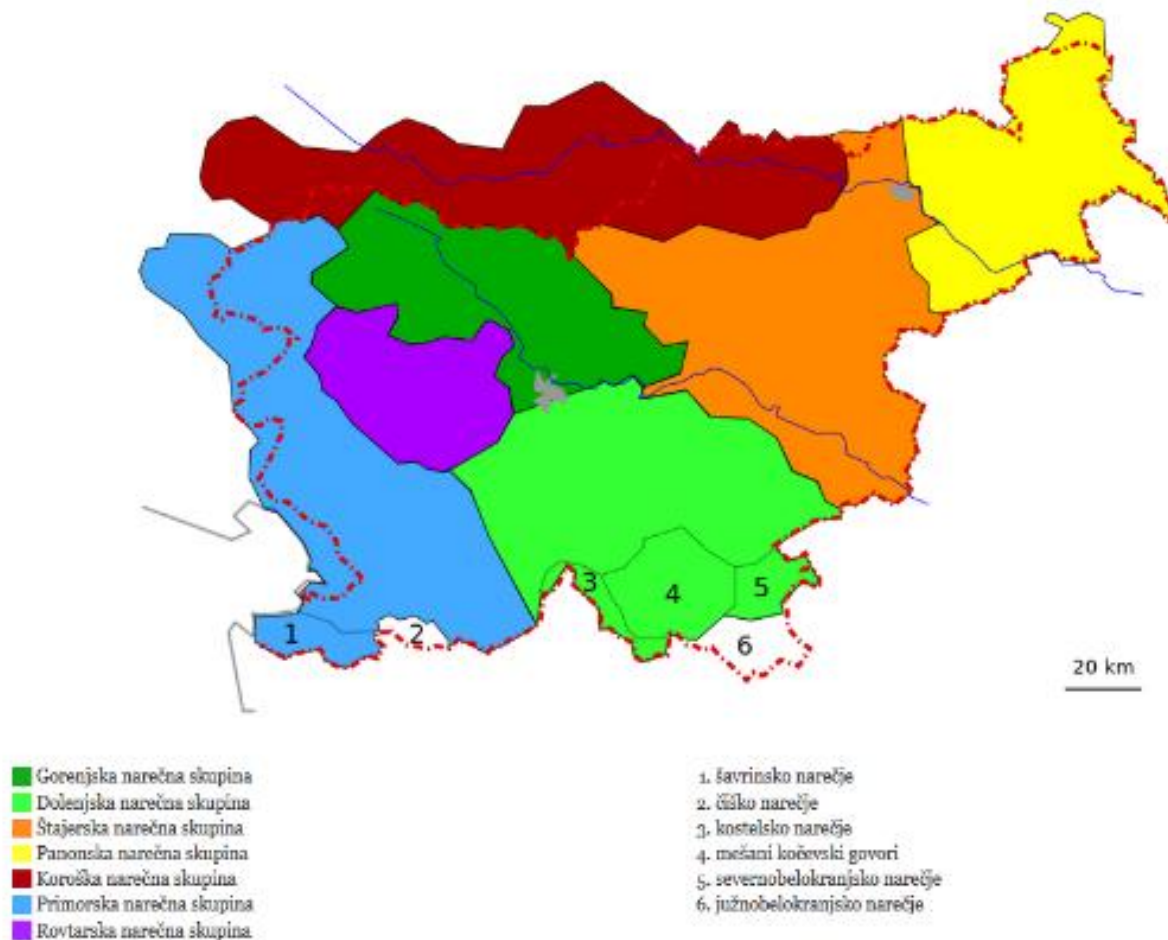 1
2
3
4
5
6
20 km
Gorenjska narečna skupina
Dolenjska narečna skupina
Štajerska narečna skupina
Panonska narečna skupina
Koroška narečna skupina
Primorska narečna skupina
Rovtarska narečna skupina
1. šavrinsko narečje
2. čiško narečje
3. kostelsko narečje
4. mešani kočevski govori
5. severnobelokranjsko narečje
6. južnobelokranjsko narečje